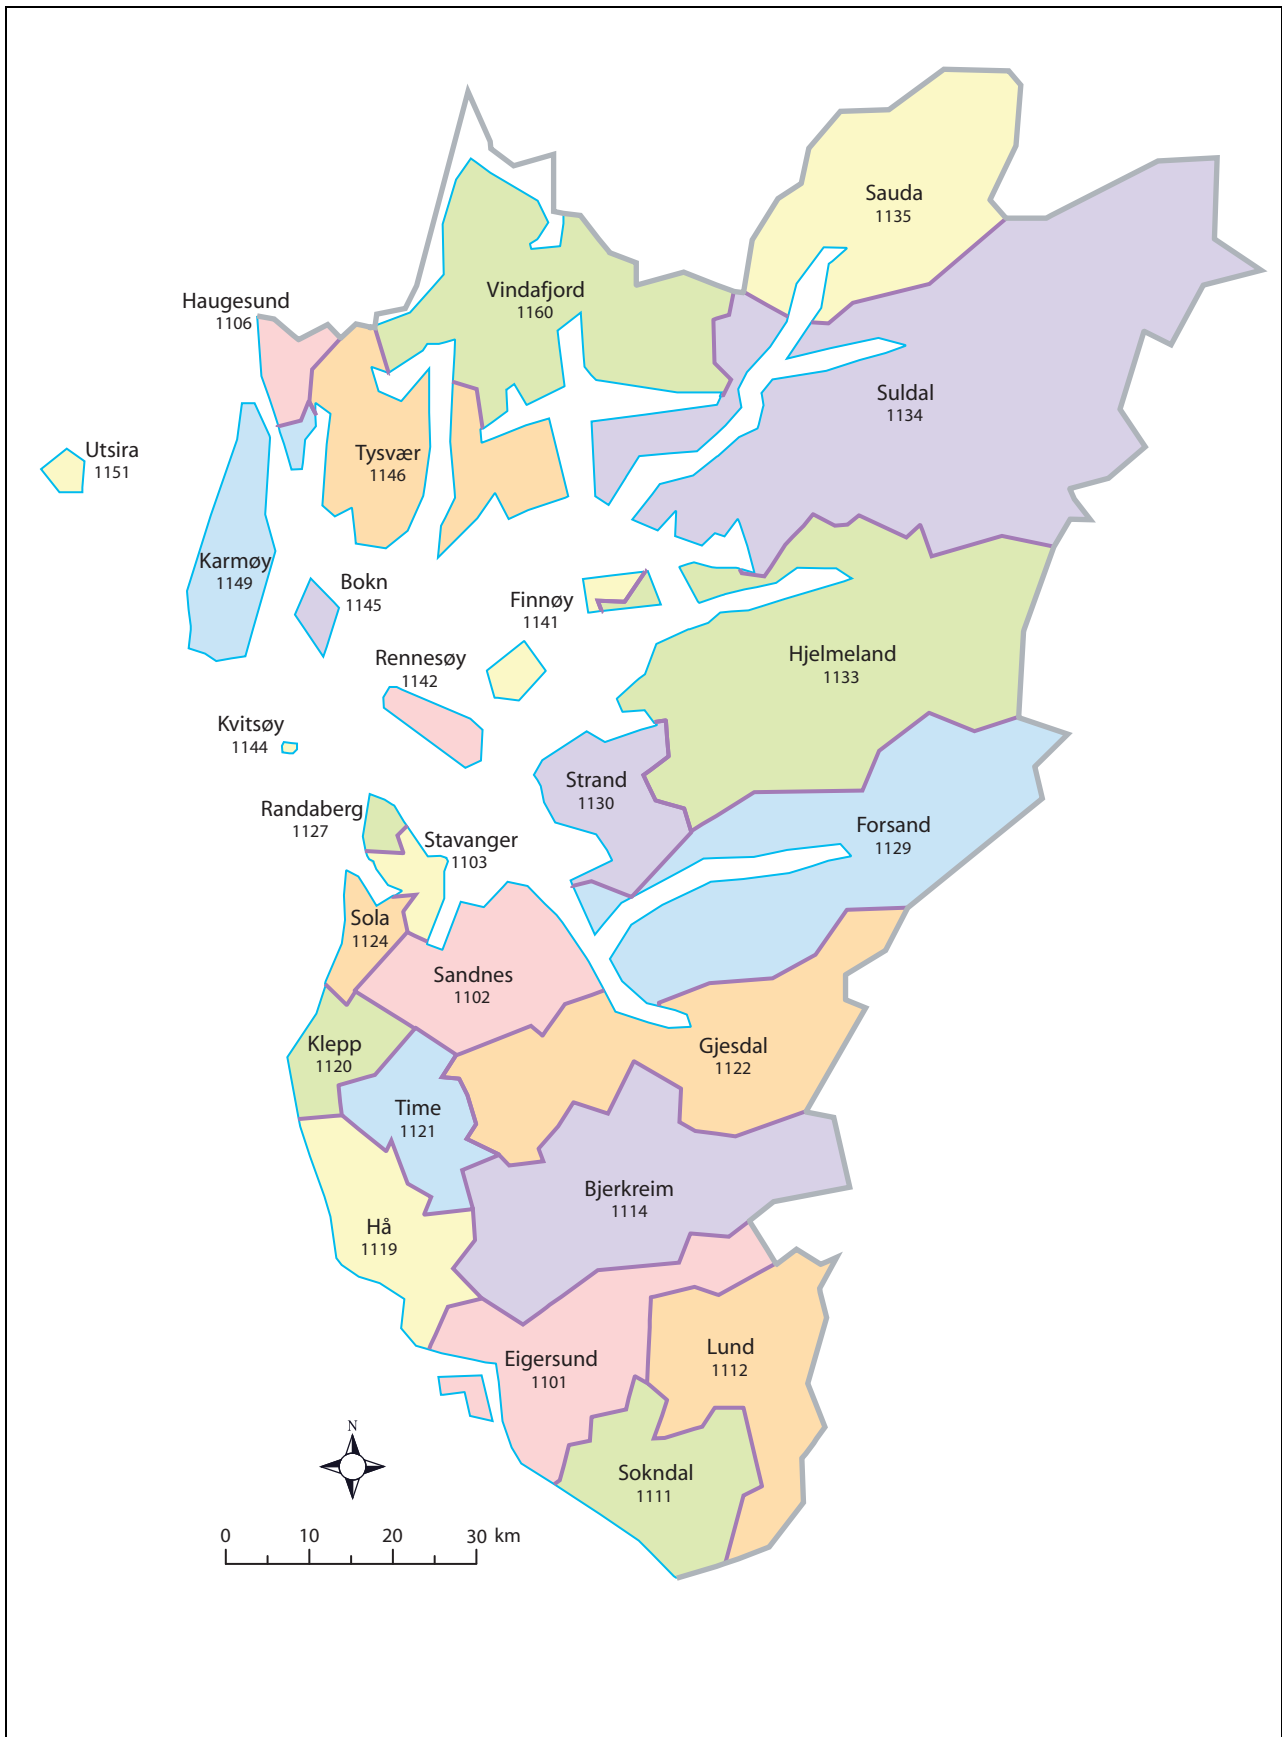 Sauda
1135
Haugesund
1106
Vindafjord
1160
Suldal
1134
Utsira
1151
Tysvær
1146
Karmøy
1149
Bokn
1145
Finnøy
1141
Rennesøy
1142
Hjelmeland
1133
Kvitsøy
1144
Strand
1130
Randaberg
1127
Stavanger
1103
Forsand
1129
Sola
1124
Sandnes
1102
Klepp
1120
Gjesdal
1122
Time
1121
Bjerkreim
1114
Hå
1119
Eigersund
1101
Lund
1112
Sokndal
1111
N
0 10 20 30 km